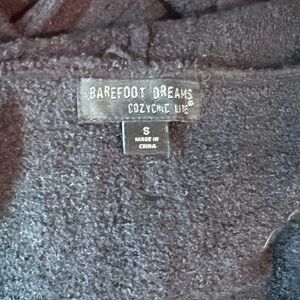 BAREFOOT DREAMS®
COZYCHIC LITE®
S
MADE IN
CHINA